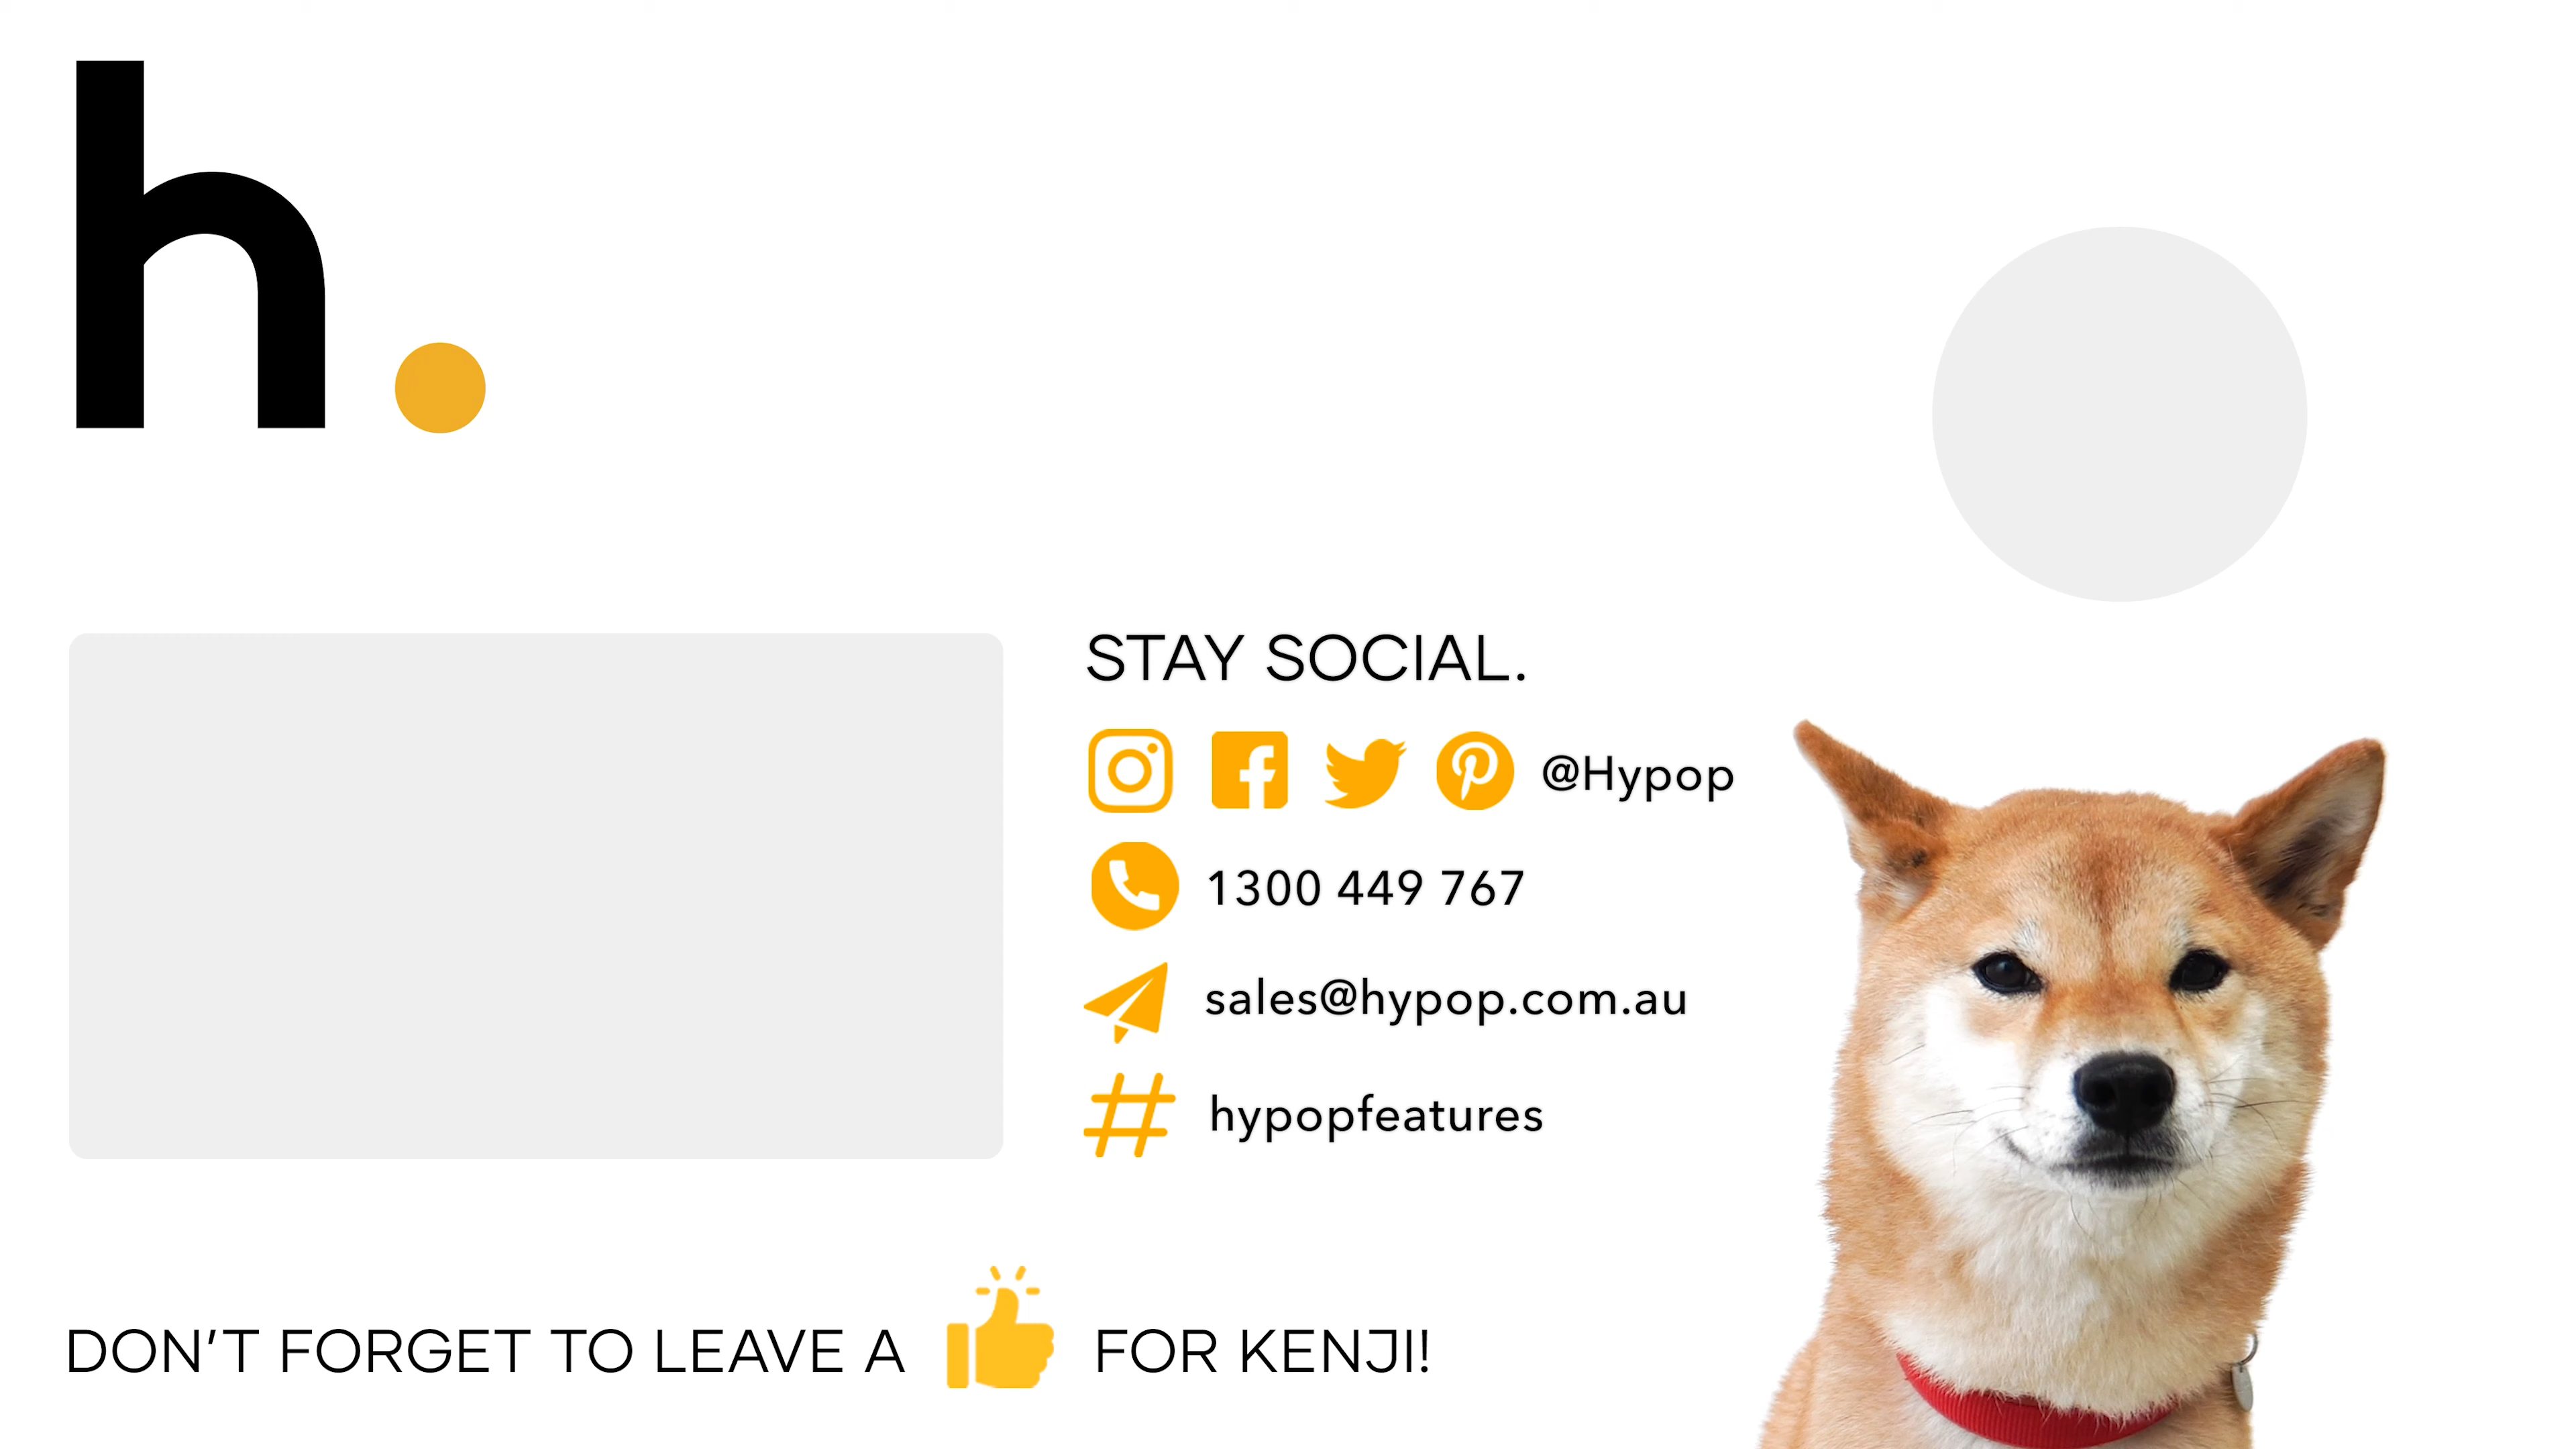 h.
STAY SOCIAL.
@Hypop
1300 449 767
sales@hypop.com.au
# hypopfeatures
DON'T FORGET TO LEAVE A FOR KENJI!